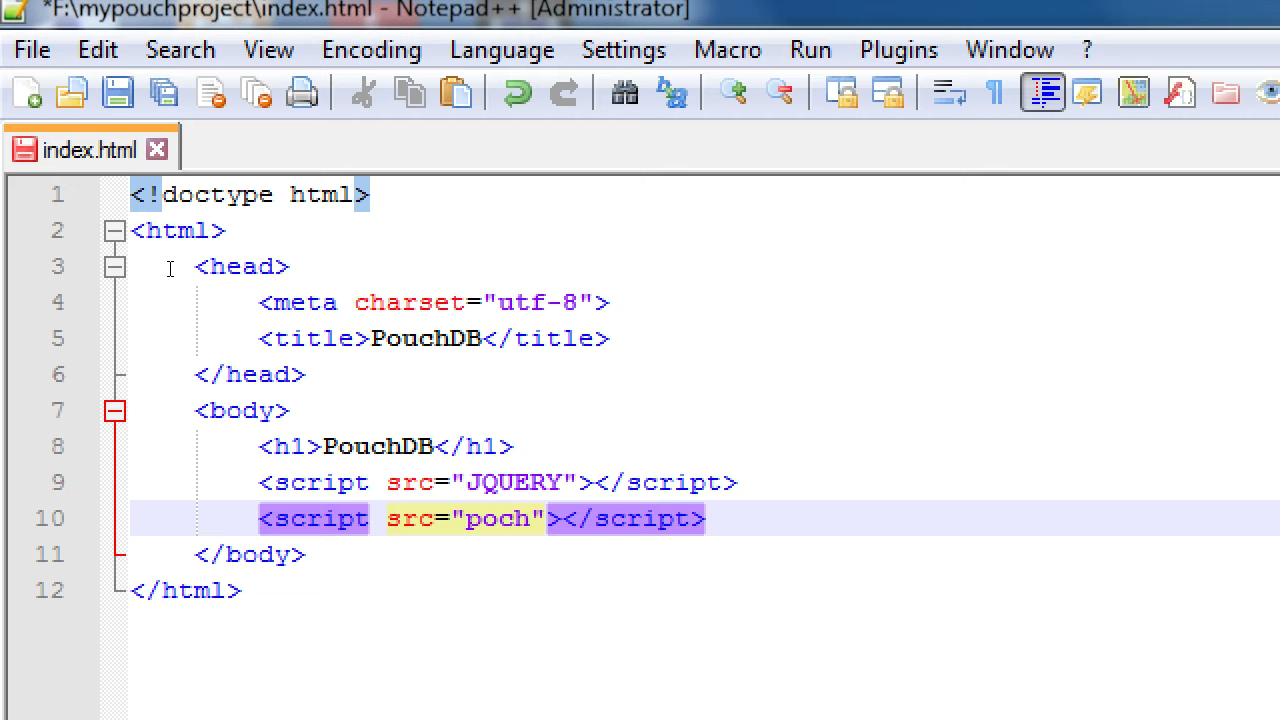 *F:\mypouchproject\index.html - Notepad++ [Administrator]
File Edit Search View Encoding Language Settings Macro Run Plugins Window ?
index.html
1 <!doctype html>
2 <html>
3 <head>
4 <meta charset="utf-8">
5 <title>PouchDB</title>
6 </head>
7 <body>
8 <h1>PouchDB</h1>
9 <script src="JQUERY"></script>
10 <script src="poch"></script>
11 </body>
12 </html>